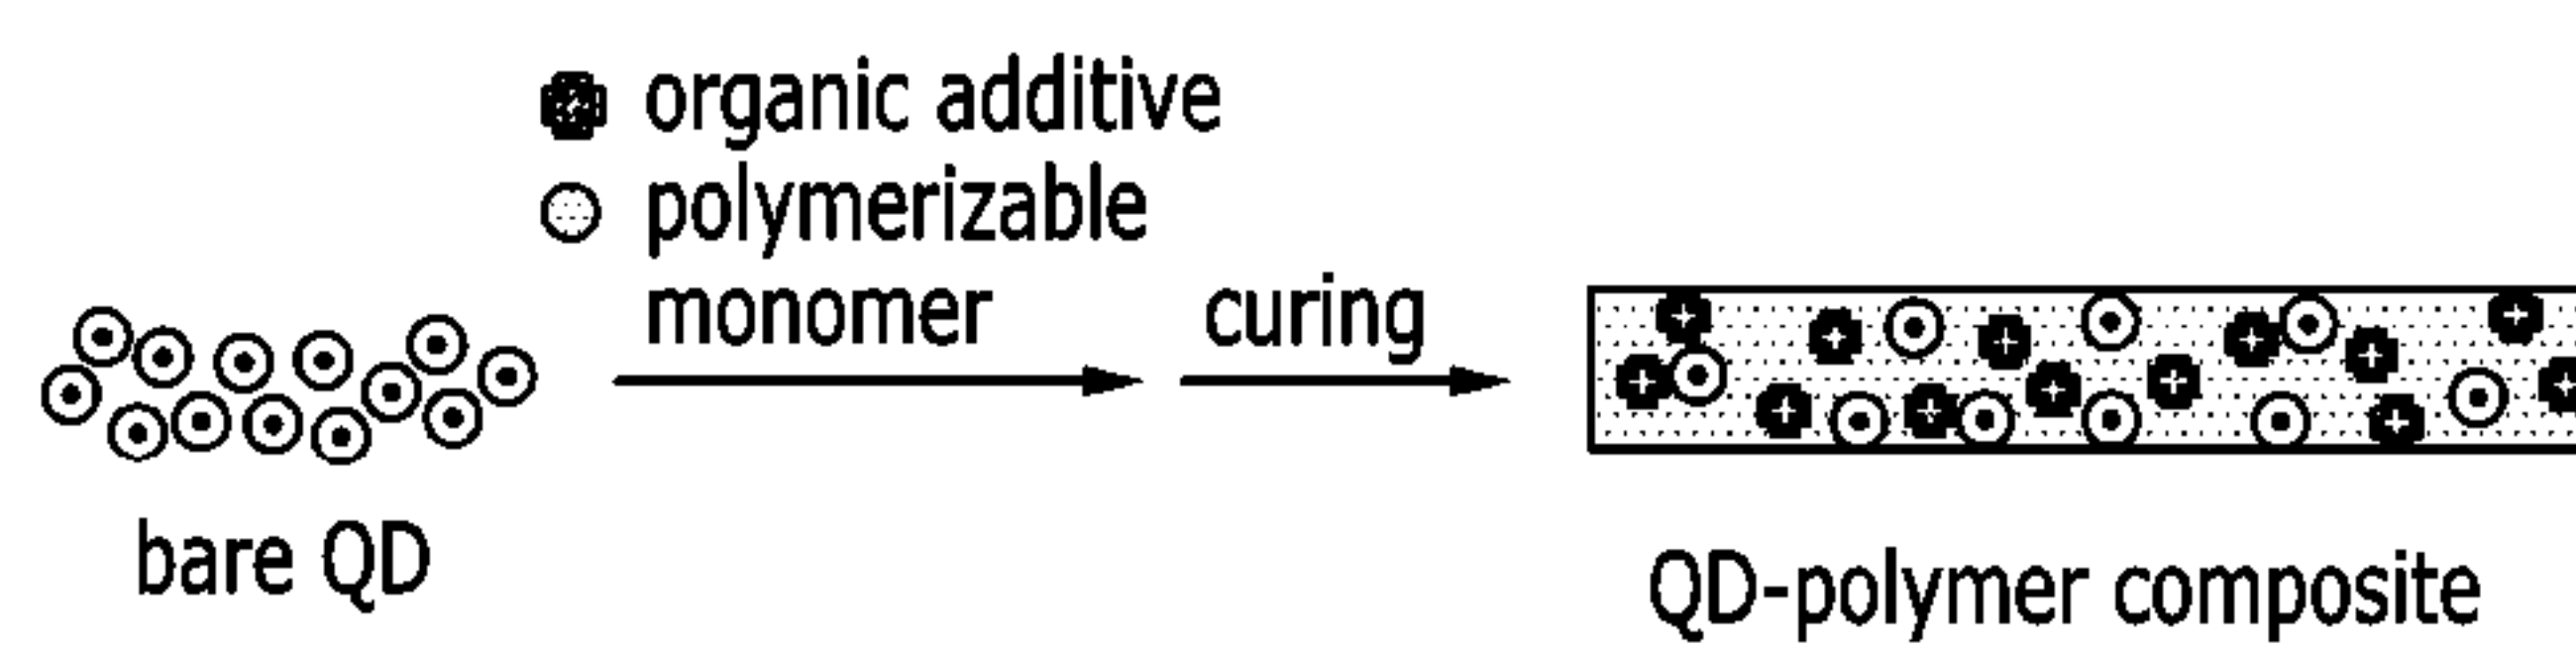 organic additive
polymerizable
monomer
curing
bare QD
QD-polymer composite